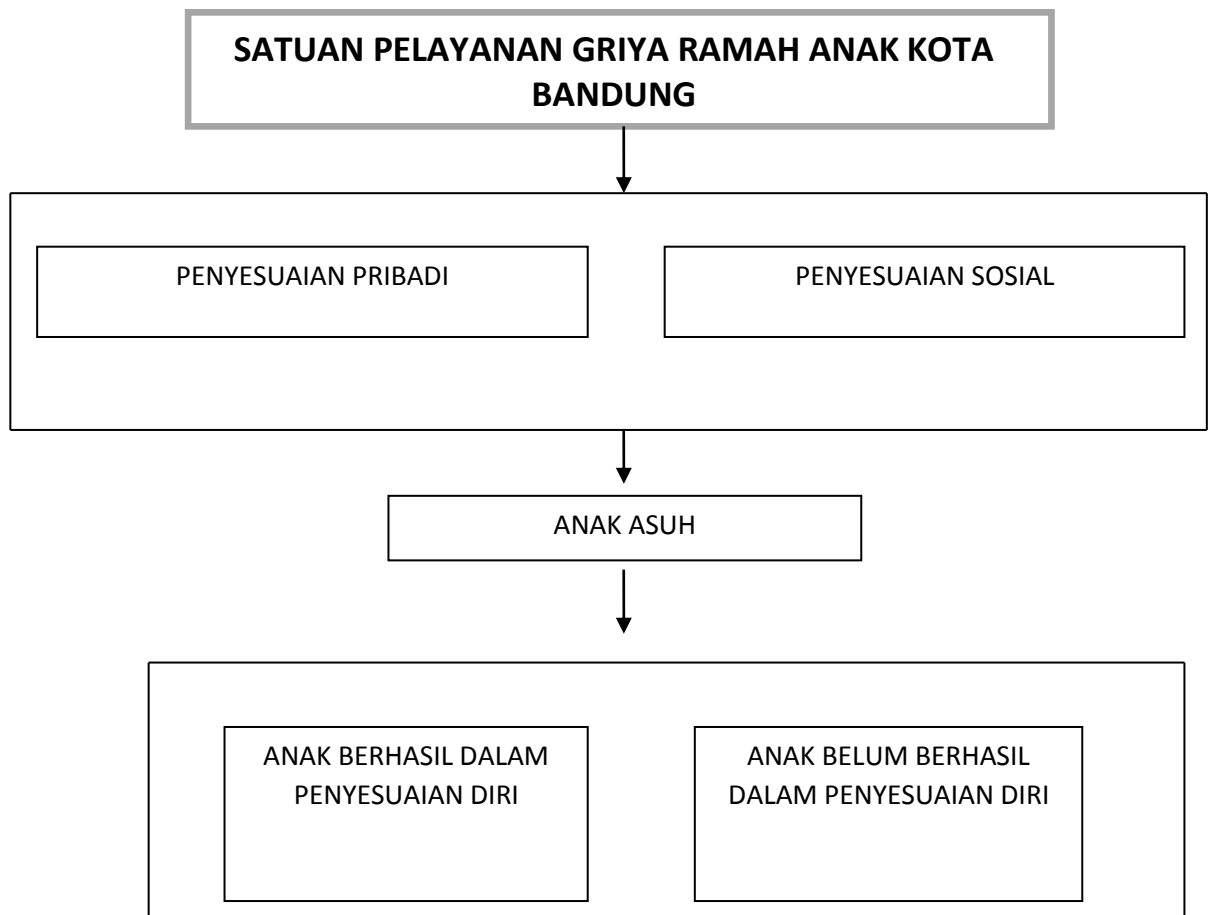 SATUAN PELAYANAN GRIYA RAMAH ANAK KOTA
BANDUNG
PENYESUAIAN PRIBADI
PENYESUAIAN SOSIAL
ANAK ASUH
ANAK BERHASIL DALAM
PENYESUAIAN DIRI
ANAK BELUM BERHASIL
DALAM PENYESUAIAN DIRI